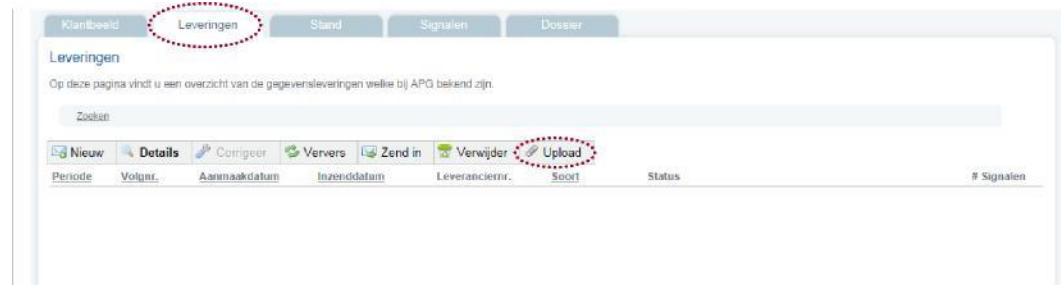 Klantbeeld Leveringen Stand Signalen Dossier
Leveringen
Op deze pagina vindt u een overzicht van de gegevensleveringen welke bij APG bekend zijn.
Zoeken
Nieuw Details Corrigeer Ververs Zend in Verwijder Upload
Periode Volgnr. Aanmaakdatum Inzenddatum Leveranciernr. Soort Status # Signalen